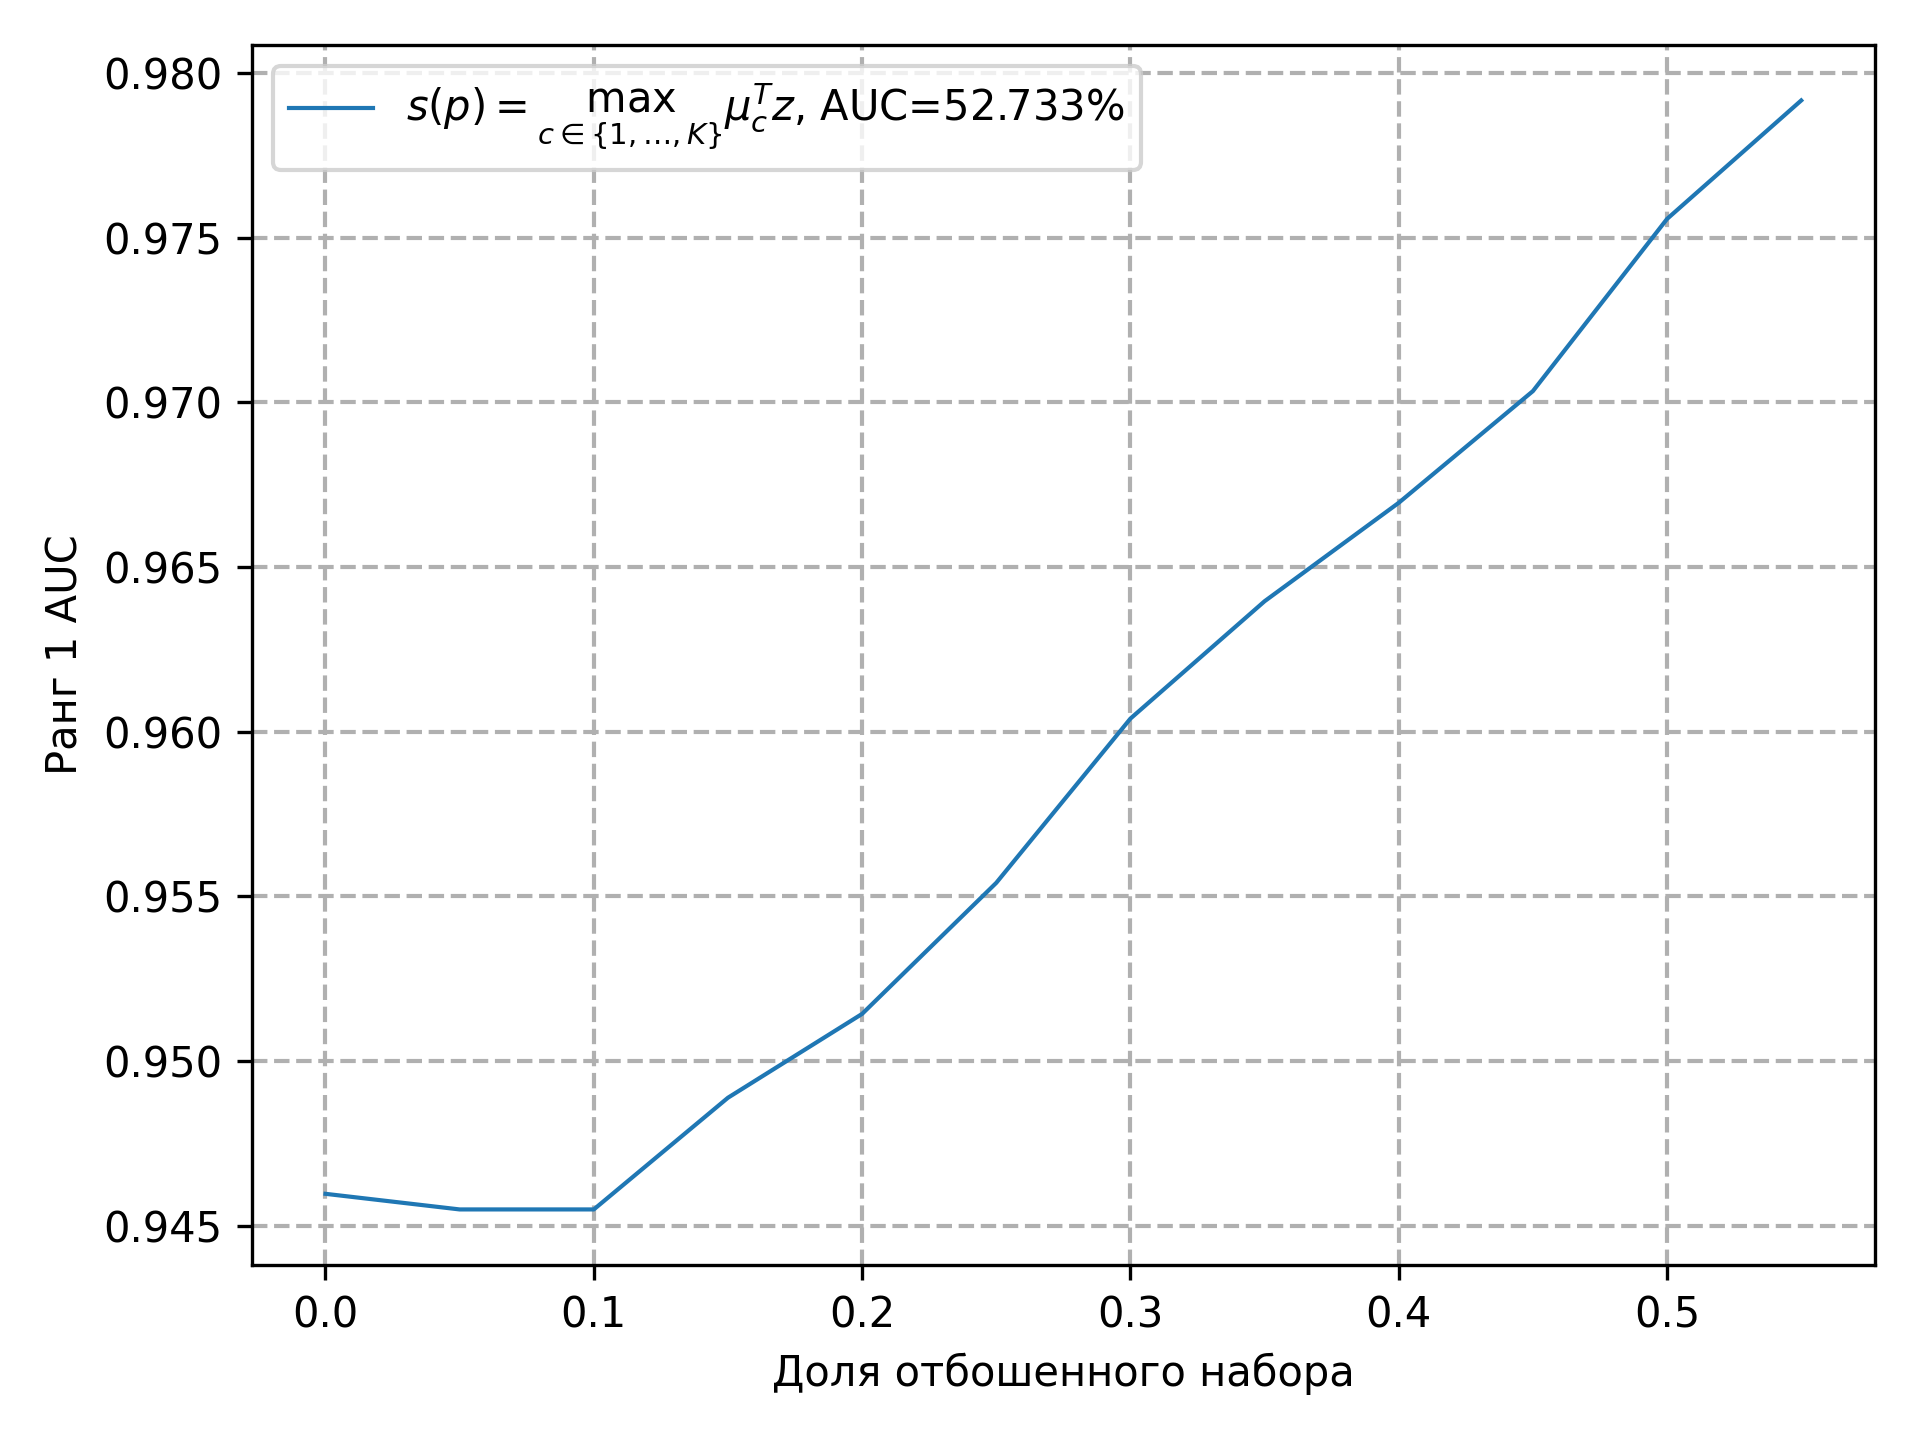 s(p) = max μ_c^T z, AUC=52.733%
c ∈ {1, ..., K}
0.980
0.975
0.970
0.965
0.960
0.955
0.950
0.945
Ранг 1 AUC
0.0 0.1 0.2 0.3 0.4 0.5
Доля отбошенного набора